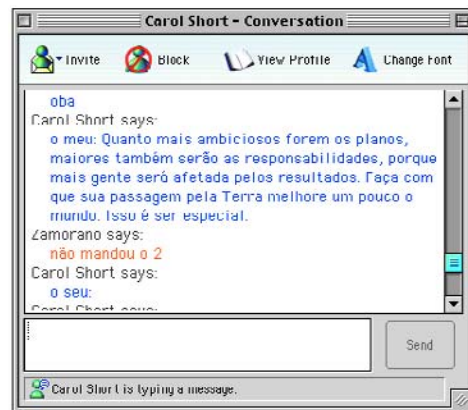 Carol Short - Conversation
Invite Block View Profile Change Font
oba
Carol Short says:
o meu: Quanto mais ambiciosos forem os planos,
maiores também serão as responsabilidades, porque
mais gente será afetada pelos resultados. Faça com
que sua passagem pela Terra melhore um pouco o
mundo. Isso é ser especial.
Zamorano says:
não mandou o 2
Carol Short says:
o seu:
Carol Short says:
Send
Carol Short is typing a message.